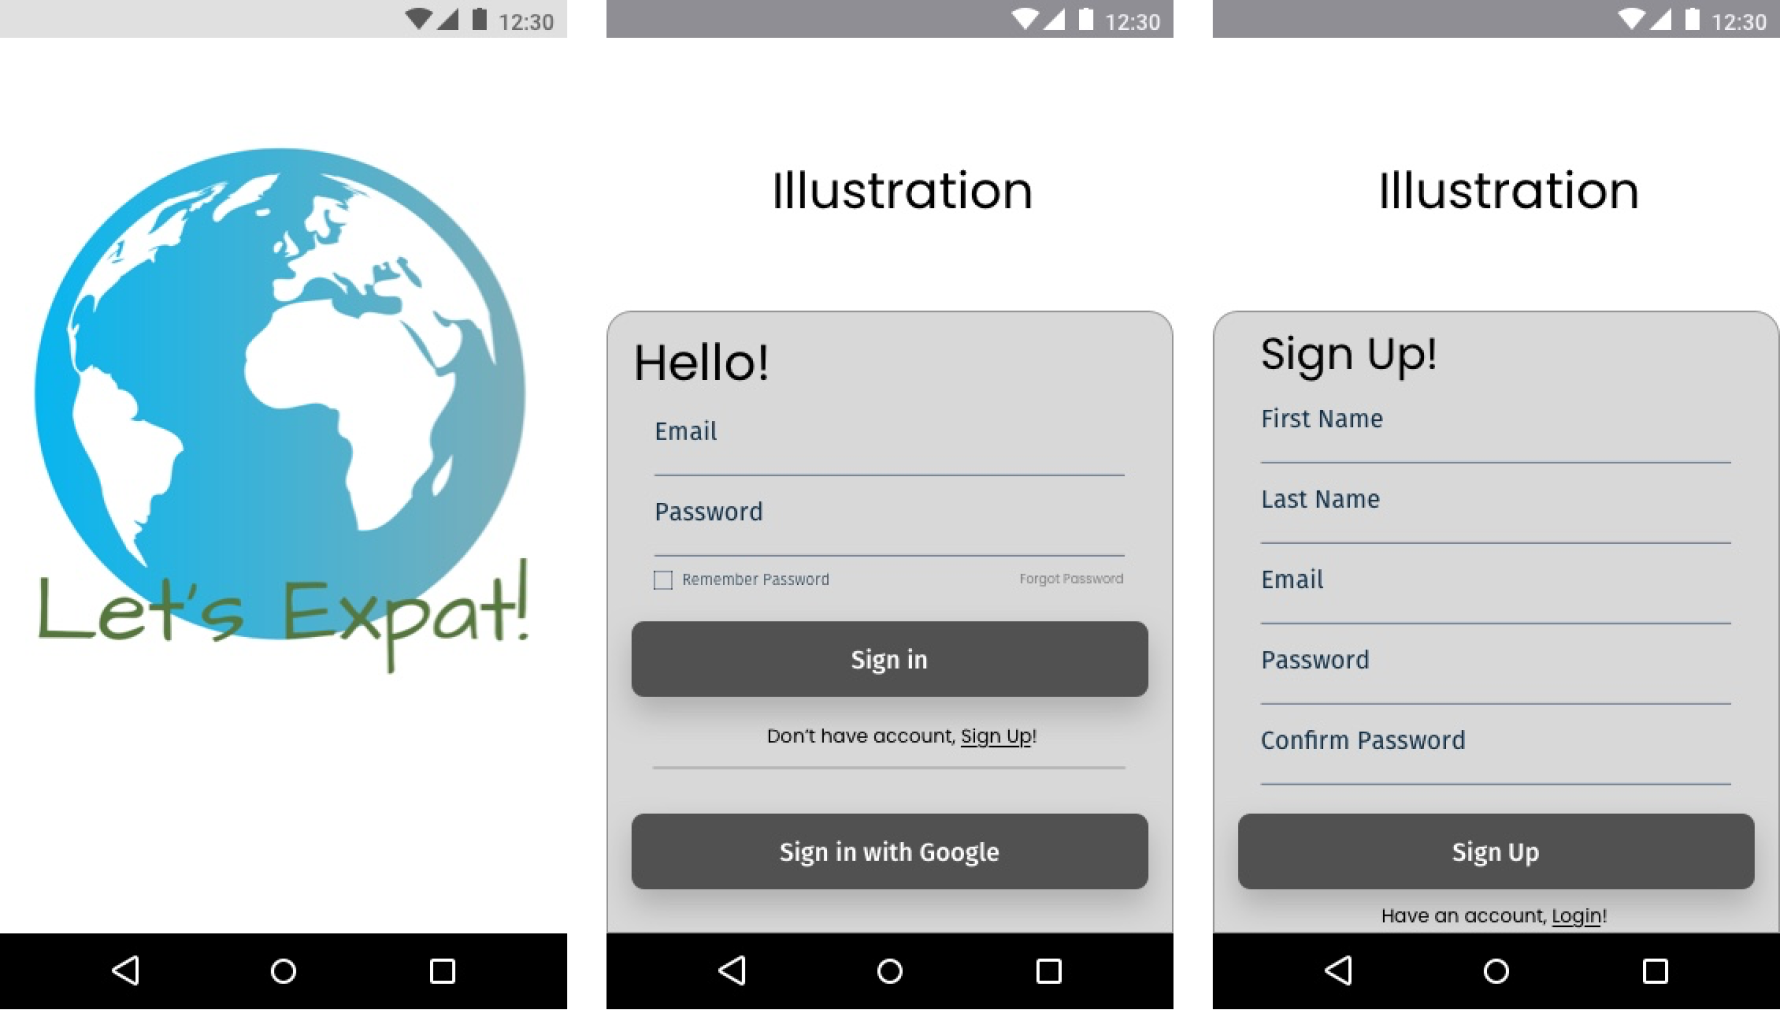 12:30
Let's Expat!
12:30
Illustration
Hello!
Email
Password
Remember Password
Forgot Password
Sign in
Don't have account, Sign Up!
Sign in with Google
12:30
Illustration
Sign Up!
First Name
Last Name
Email
Password
Confirm Password
Sign Up
Have an account, Login!